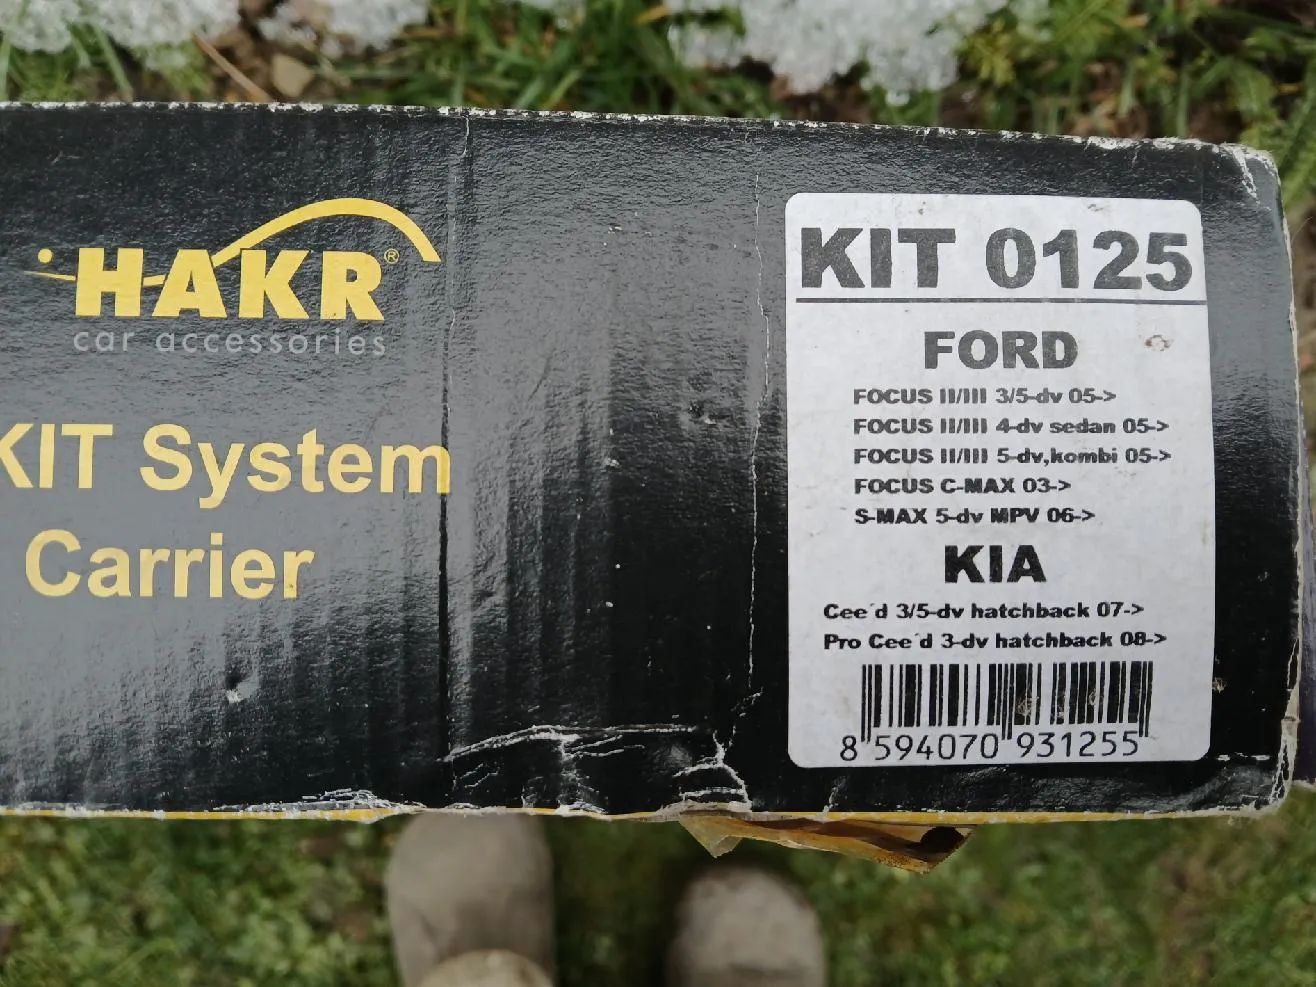 HAKR®
car accessories
KIT System
Carrier
KIT 0125
FORD
FOCUS II/III 3/5-dv 05->
FOCUS II/III 4-dv sedan 05->
FOCUS II/III 5-dv,kombi 05->
FOCUS C-MAX 03->
S-MAX 5-dv MPV 06->
KIA
Cee´d 3/5-dv hatchback 07->
Pro Cee´d 3-dv hatchback 08->
8 594070 931255